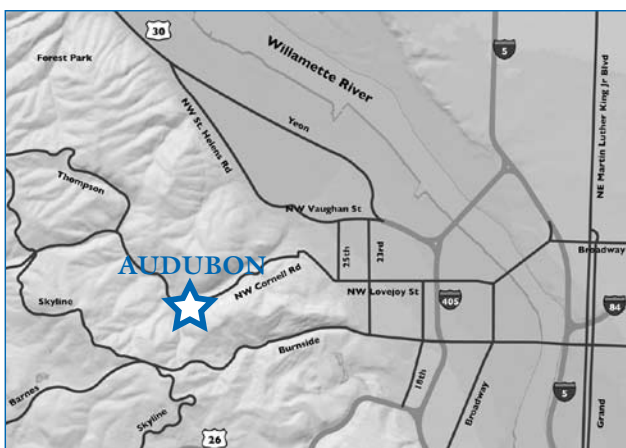 30
5
Forest Park
Willamette River
NE Martin Luther King Jr Blvd
NW St. Helens Rd
Yeon
Thompson
NW Vaughan St
25th
23rd
Broadway
AUDUBON
NW Cornell Rd
NW Lovejoy St
405
84
Skyline
Burnside
18th
Broadway
Barnes
5
Grand
Skyline
26